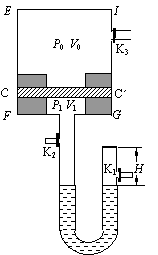 E I
K₃
P₀ V₀
C C′
P₁ V₁
F G
K₂
K₁ H